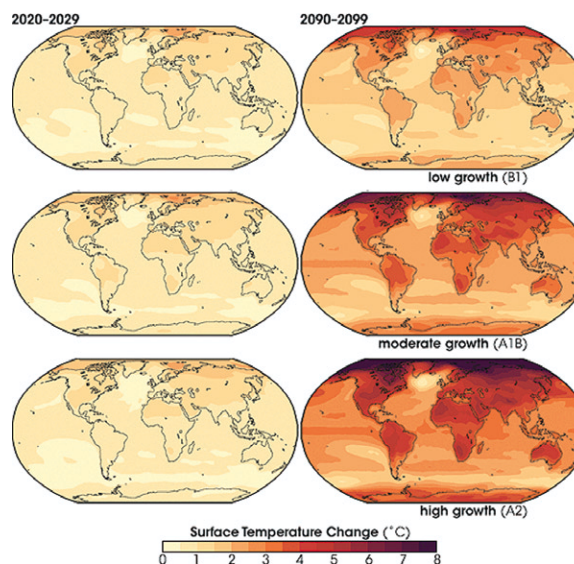 2020-2029
2090-2099
low growth (B1)
moderate growth (A1B)
high growth (A2)
Surface Temperature Change (°C)
0 1 2 3 4 5 6 7 8